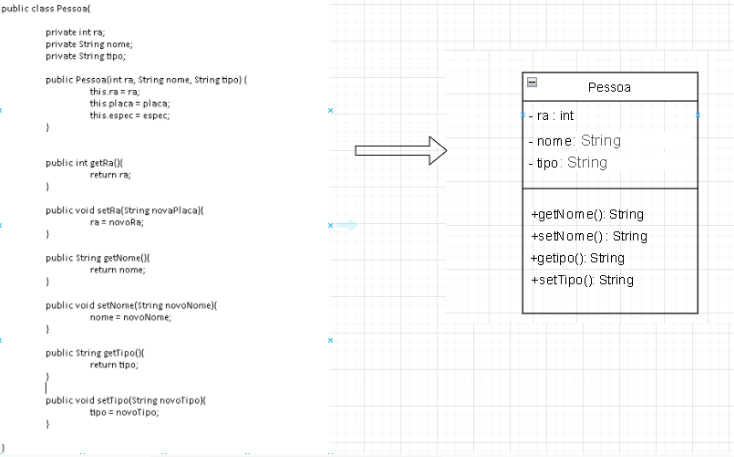 public class Pessoa{
private int ra;
private String nome;
private String tipo;
public Pessoa(int ra, String nome, String tipo) {
this.ra = ra;
this.placa = placa;
this.espec = espec;
}
public int getRa(){
return ra;
}
public void setRa(String novaPlaca){
ra = novoRa;
}
public String getNome(){
return nome;
}
public void setNome(String novoNome){
nome = novoNome;
}
public String getTipo(){
return tipo;
}
public void setTipo(String novoTipo){
tipo = novoTipo;
}
}
Pessoa
- ra : int
- nome: String
- tipo: String
+getNome(): String
+setNome() : String
+getipo(): String
+setTipo(): String